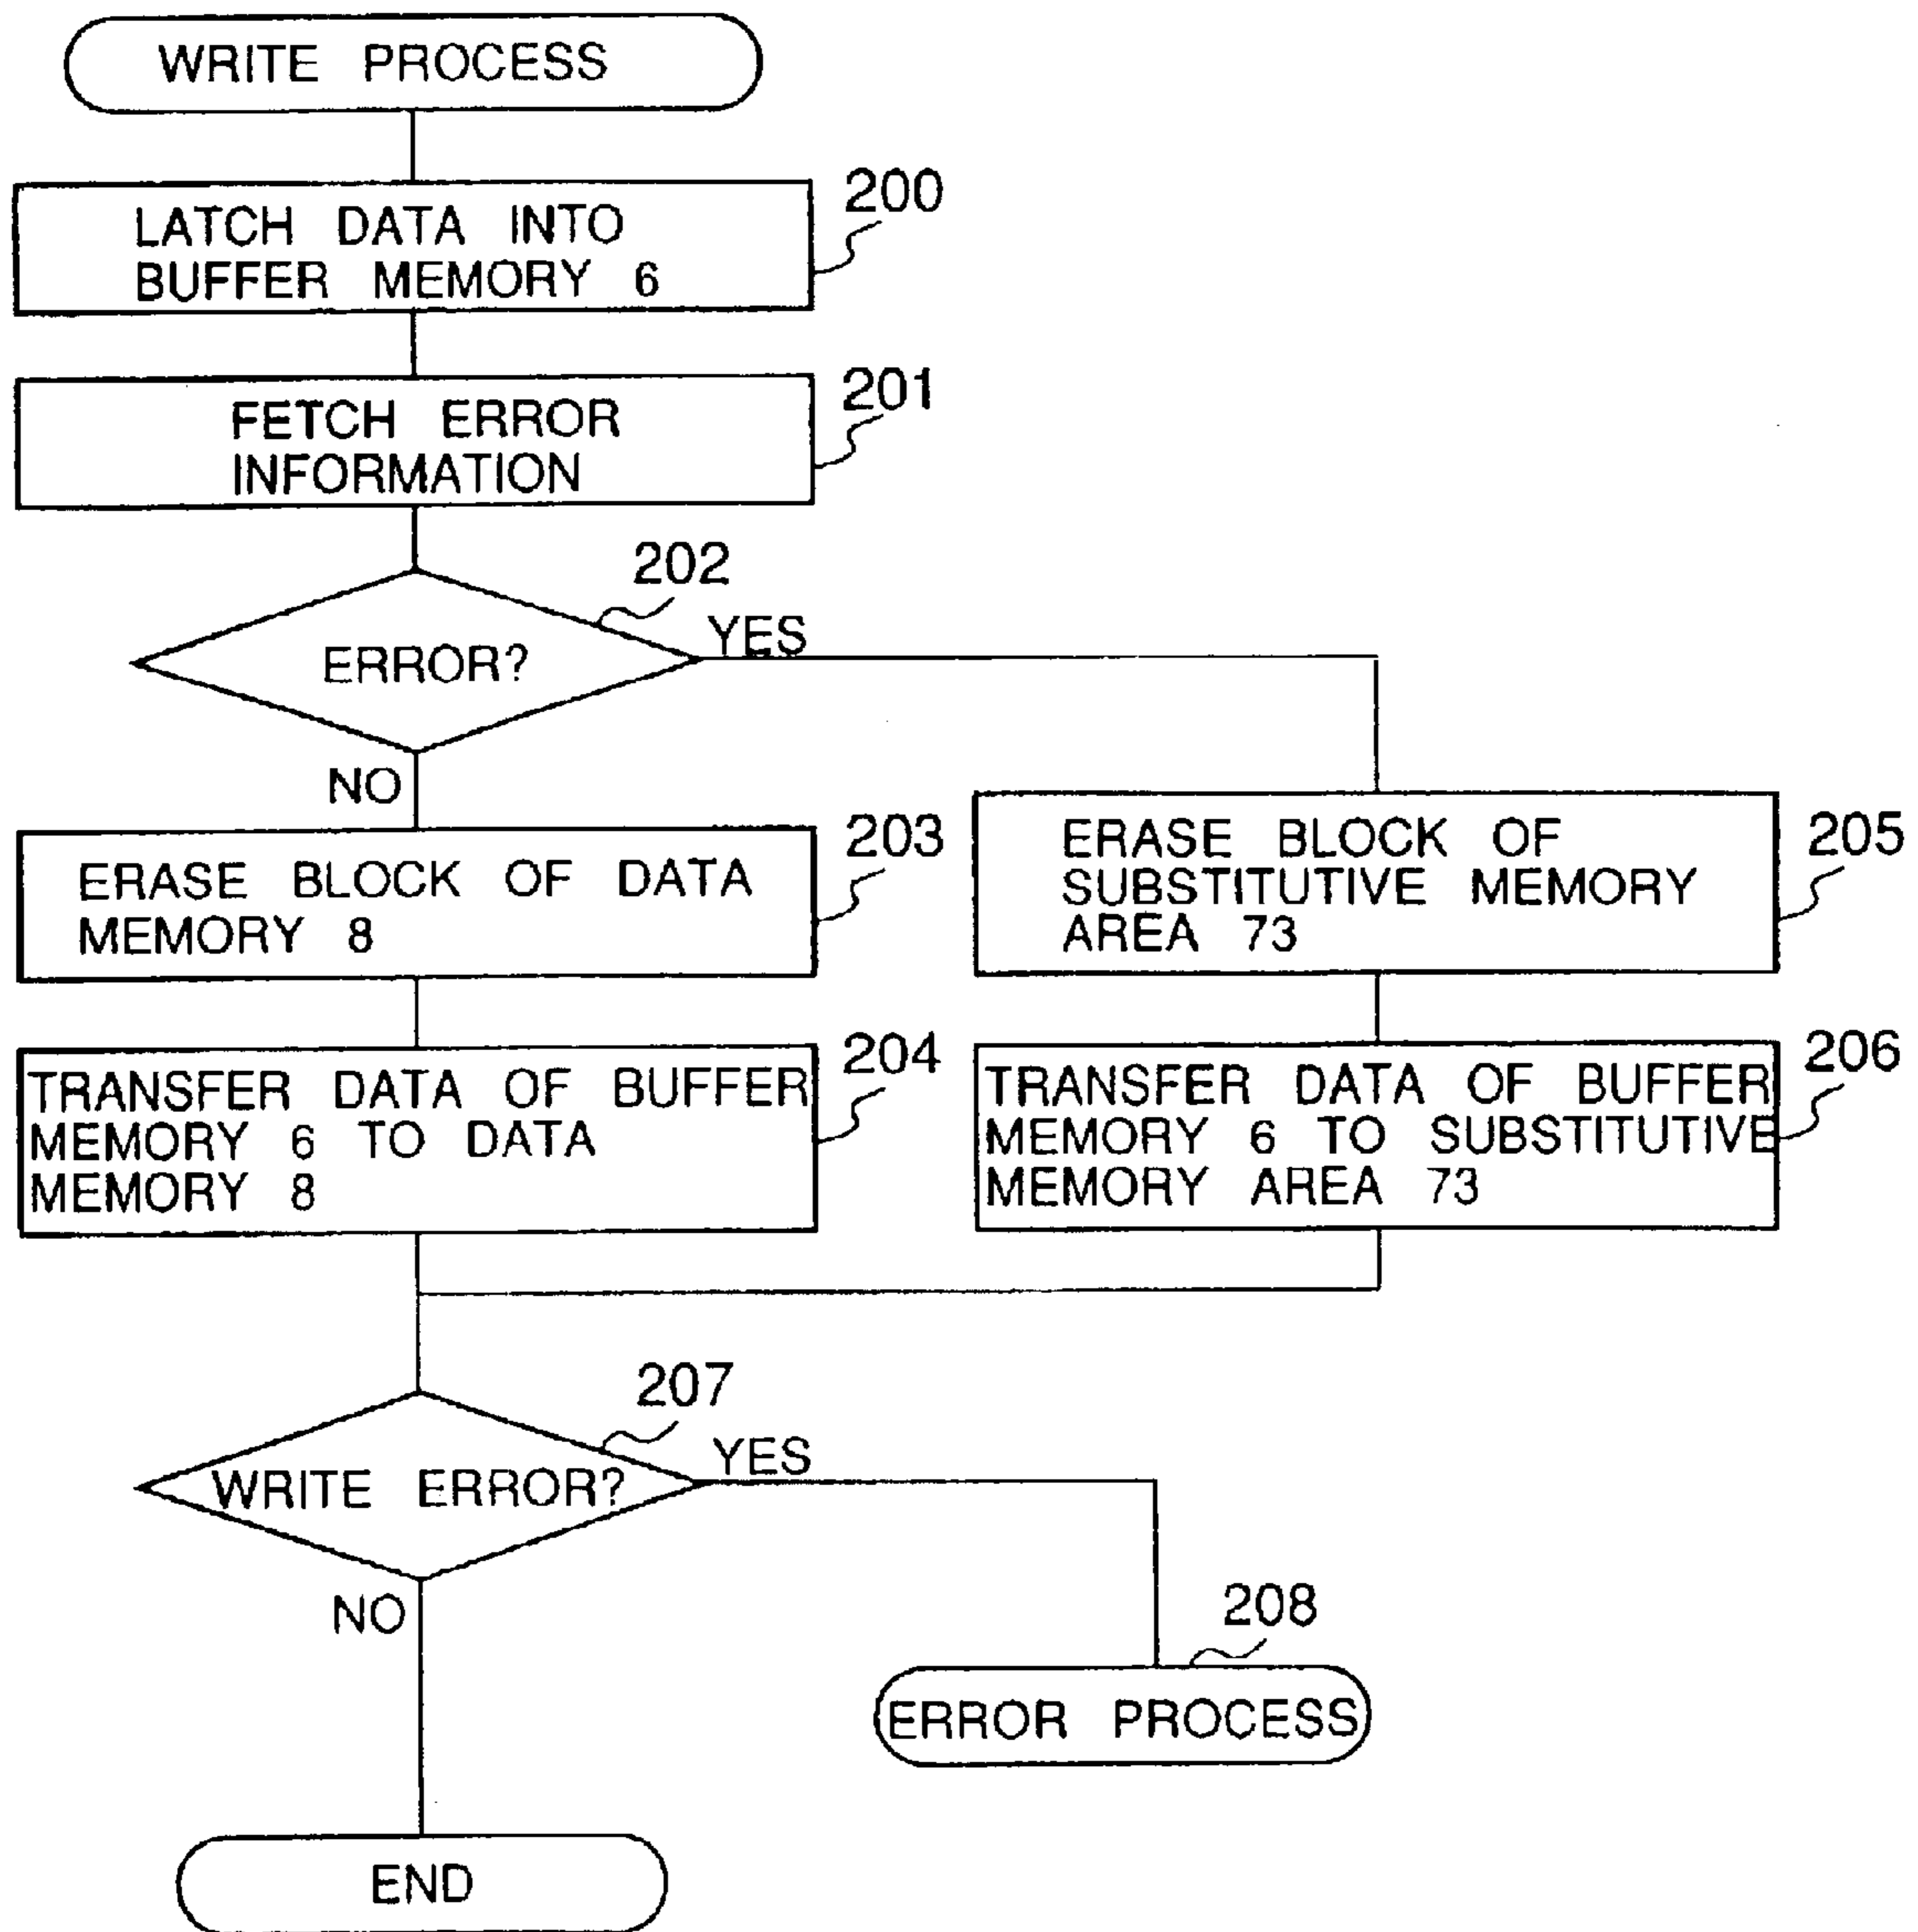 WRITE PROCESS
200
LATCH DATA INTO
BUFFER MEMORY 6
201
FETCH ERROR
INFORMATION
202
YES
ERROR?
NO
203
ERASE BLOCK OF DATA
MEMORY 8
205
ERASE BLOCK OF
SUBSTITUTIVE MEMORY
AREA 73
204
TRANSFER DATA OF BUFFER
MEMORY 6 TO DATA
MEMORY 8
206
TRANSFER DATA OF BUFFER
MEMORY 6 TO SUBSTITUTIVE
MEMORY AREA 73
207
YES
WRITE ERROR?
NO
208
ERROR PROCESS
END